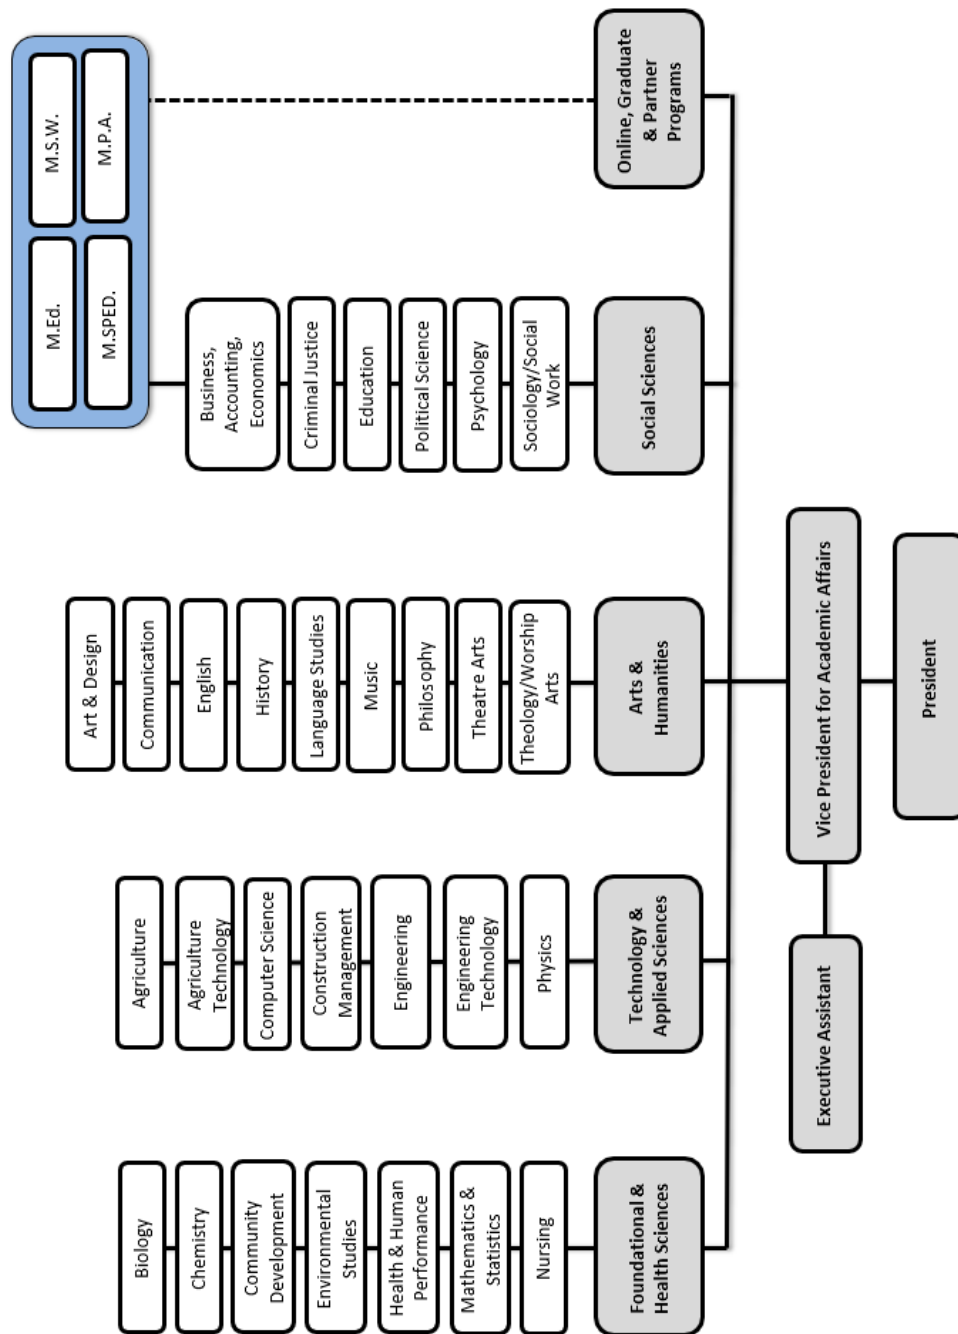 President
Vice President for Academic Affairs
Executive Assistant
Foundational &
Health Sciences
Nursing
Mathematics &
Statistics
Health & Human
Performance
Environmental
Studies
Community
Development
Chemistry
Biology
Technology &
Applied Sciences
Physics
Engineering
Technology
Engineering
Construction
Management
Computer Science
Agriculture
Technology
Agriculture
Arts &
Humanities
Theology/Worship
Arts
Theatre Arts
Philosophy
Music
Language Studies
History
English
Communication
Art & Design
Social Sciences
Sociology/Social
Work
Psychology
Political Science
Education
Criminal Justice
Business,
Accounting,
Economics
Online, Graduate
& Partner
Programs
M.Ed.
M.S.W.
M.SPED.
M.P.A.